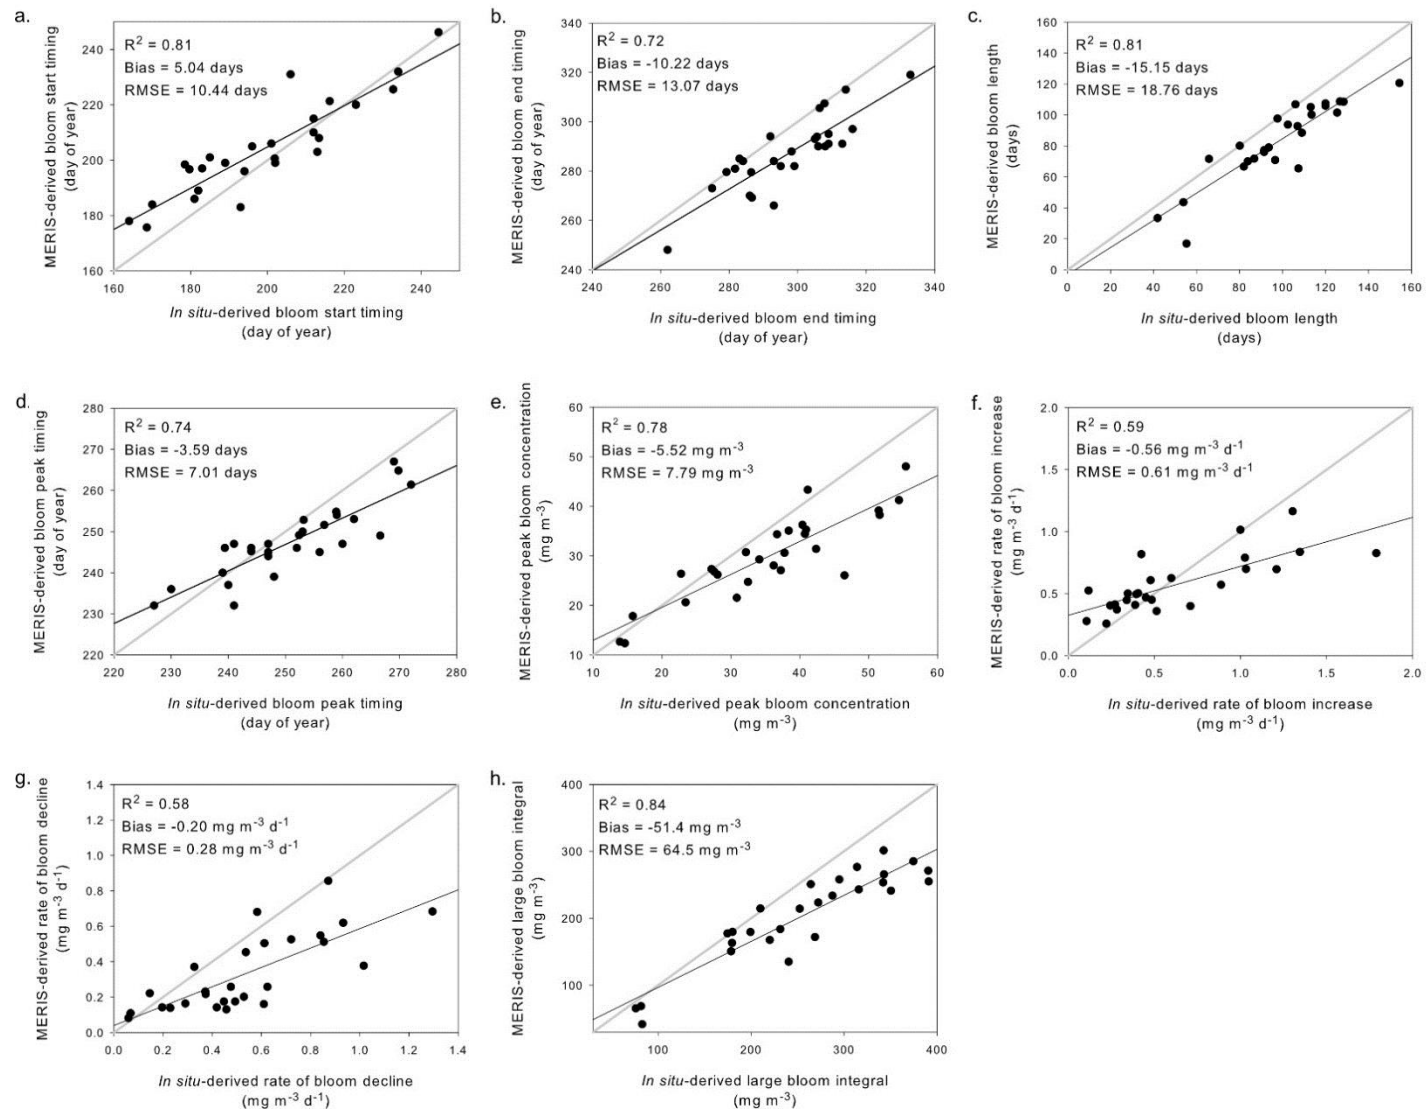 a.
R² = 0.81
Bias = 5.04 days
RMSE = 10.44 days
MERIS-derived bloom start timing
(day of year)
240
220
200
180
160
160 180 200 220 240
In situ-derived bloom start timing
(day of year)
b.
R² = 0.72
Bias = -10.22 days
RMSE = 13.07 days
MERIS-derived bloom end timing
(day of year)
340
320
300
280
260
240
240 260 280 300 320 340
In situ-derived bloom end timing
(day of year)
c.
R² = 0.81
Bias = -15.15 days
RMSE = 18.76 days
MERIS-derived bloom length
(days)
160
140
120
100
80
60
40
20
0
0 20 40 60 80 100 120 140 160
In situ-derived bloom length
(days)
d.
R² = 0.74
Bias = -3.59 days
RMSE = 7.01 days
MERIS-derived bloom peak timing
(day of year)
280
270
260
250
240
230
220
220 230 240 250 260 270 280
In situ-derived bloom peak timing
(day of year)
e.
R² = 0.78
Bias = -5.52 mg m⁻³
RMSE = 7.79 mg m⁻³
MERIS-derived peak bloom concentration
(mg m-3)
60
50
40
30
20
10
10 20 30 40 50 60
In situ-derived peak bloom concentration
(mg m⁻³)
f.
R² = 0.59
Bias = -0.56 mg m⁻³ d⁻¹
RMSE = 0.61 mg m⁻³ d⁻¹
MERIS-derived rate of bloom increase
(mg m⁻³ d⁻¹)
2.0
1.5
1.0
0.5
0.0
0.0 0.5 1.0 1.5 2.0
In situ-derived rate of bloom increase
(mg m⁻³ d⁻¹)
g.
R² = 0.58
Bias = -0.20 mg m⁻³ d⁻¹
RMSE = 0.28 mg m⁻³ d⁻¹
MERIS-derived rate of bloom decline
(mg m⁻³ d⁻¹)
1.4
1.2
1.0
0.8
0.6
0.4
0.2
0.0
0.0 0.2 0.4 0.6 0.8 1.0 1.2 1.4
In situ-derived rate of bloom decline
(mg m⁻³ d⁻¹)
h.
R² = 0.84
Bias = -51.4 mg m⁻³
RMSE = 64.5 mg m⁻³
MERIS-derived large bloom integral
(mg m⁻³)
400
300
200
100
100 200 300 400
In situ-derived large bloom integral
(mg m⁻³)